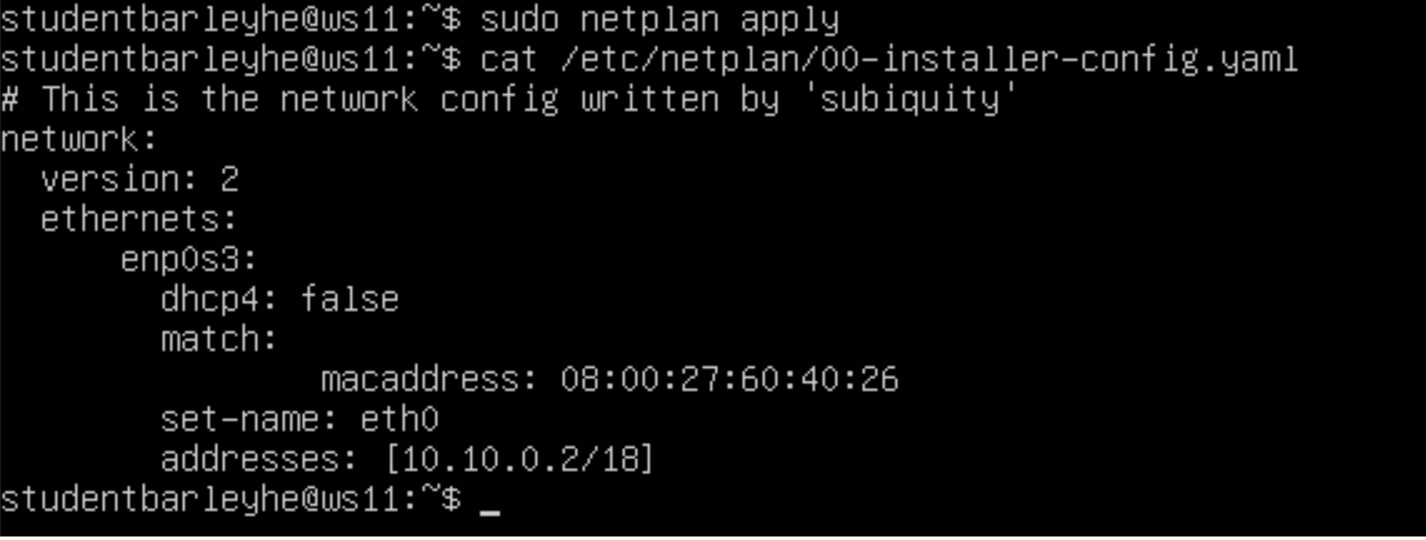 studentbarleyhe@ws11:~$ sudo netplan apply
studentbarleyhe@ws11:~$ cat /etc/netplan/00-installer-config.yaml
# This is the network config written by 'subiquity'
network:
  version: 2
  ethernets:
      enp0s3:
        dhcp4: false
        match:
                macaddress: 08:00:27:60:40:26
        set-name: eth0
        addresses: [10.10.0.2/18]
studentbarleyhe@ws11:~$ _